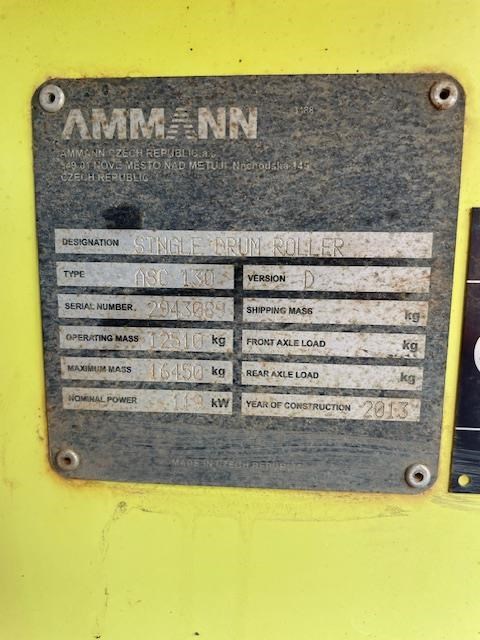 AMMANN
3188
AMMANN CZECH REPUBLIC a.s.
549 01 NOVE MESTO NAD METUJI, Nachodska 145
CZECH REPUBLIC
DESIGNATION SINGLE DRUM ROLLER
TYPE ASC 130 VERSION D
SERIAL NUMBER 2943089 SHIPPING MASS kg
OPERATING MASS 12510 kg FRONT AXLE LOAD kg
MAXIMUM MASS 16450 kg REAR AXLE LOAD kg
NOMINAL POWER 119 kW YEAR OF CONSTRUCTION 2013
MADE IN CZECH REPUBLIC